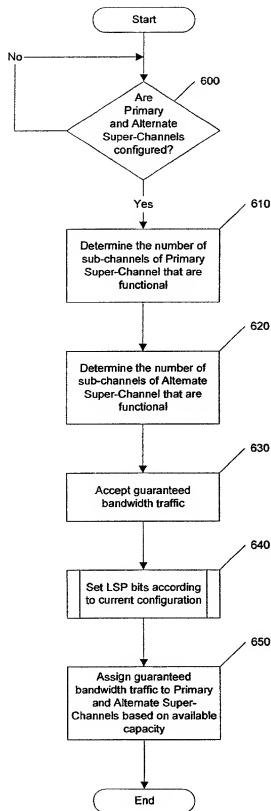 Start
No
600
Are
Primary
and Alternate
Super-Channels
configured?
Yes
610
Determine the number of
sub-channels of Primary
Super-Channel that are
functional
620
Determine the number of
sub-channels of Alternate
Super-Channel that are
functional
630
Accept guaranteed
bandwidth traffic
640
Set LSP bits according
to current configuration
650
Assign guaranteed
bandwidth traffic to Primary
and Alternate Super-
Channels based on available
capacity
End